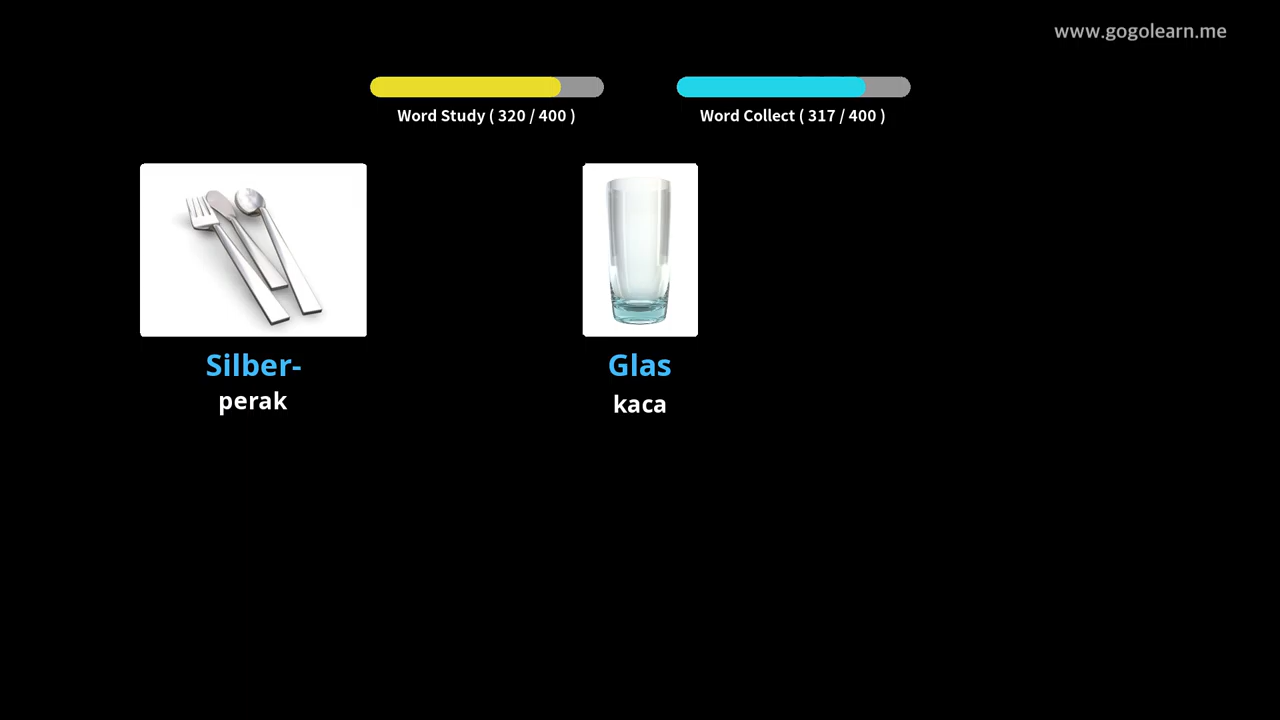 www.gogolearn.me
Word Study ( 320 / 400 )
Word Collect ( 317 / 400 )
Silber-
perak
Glas
kaca